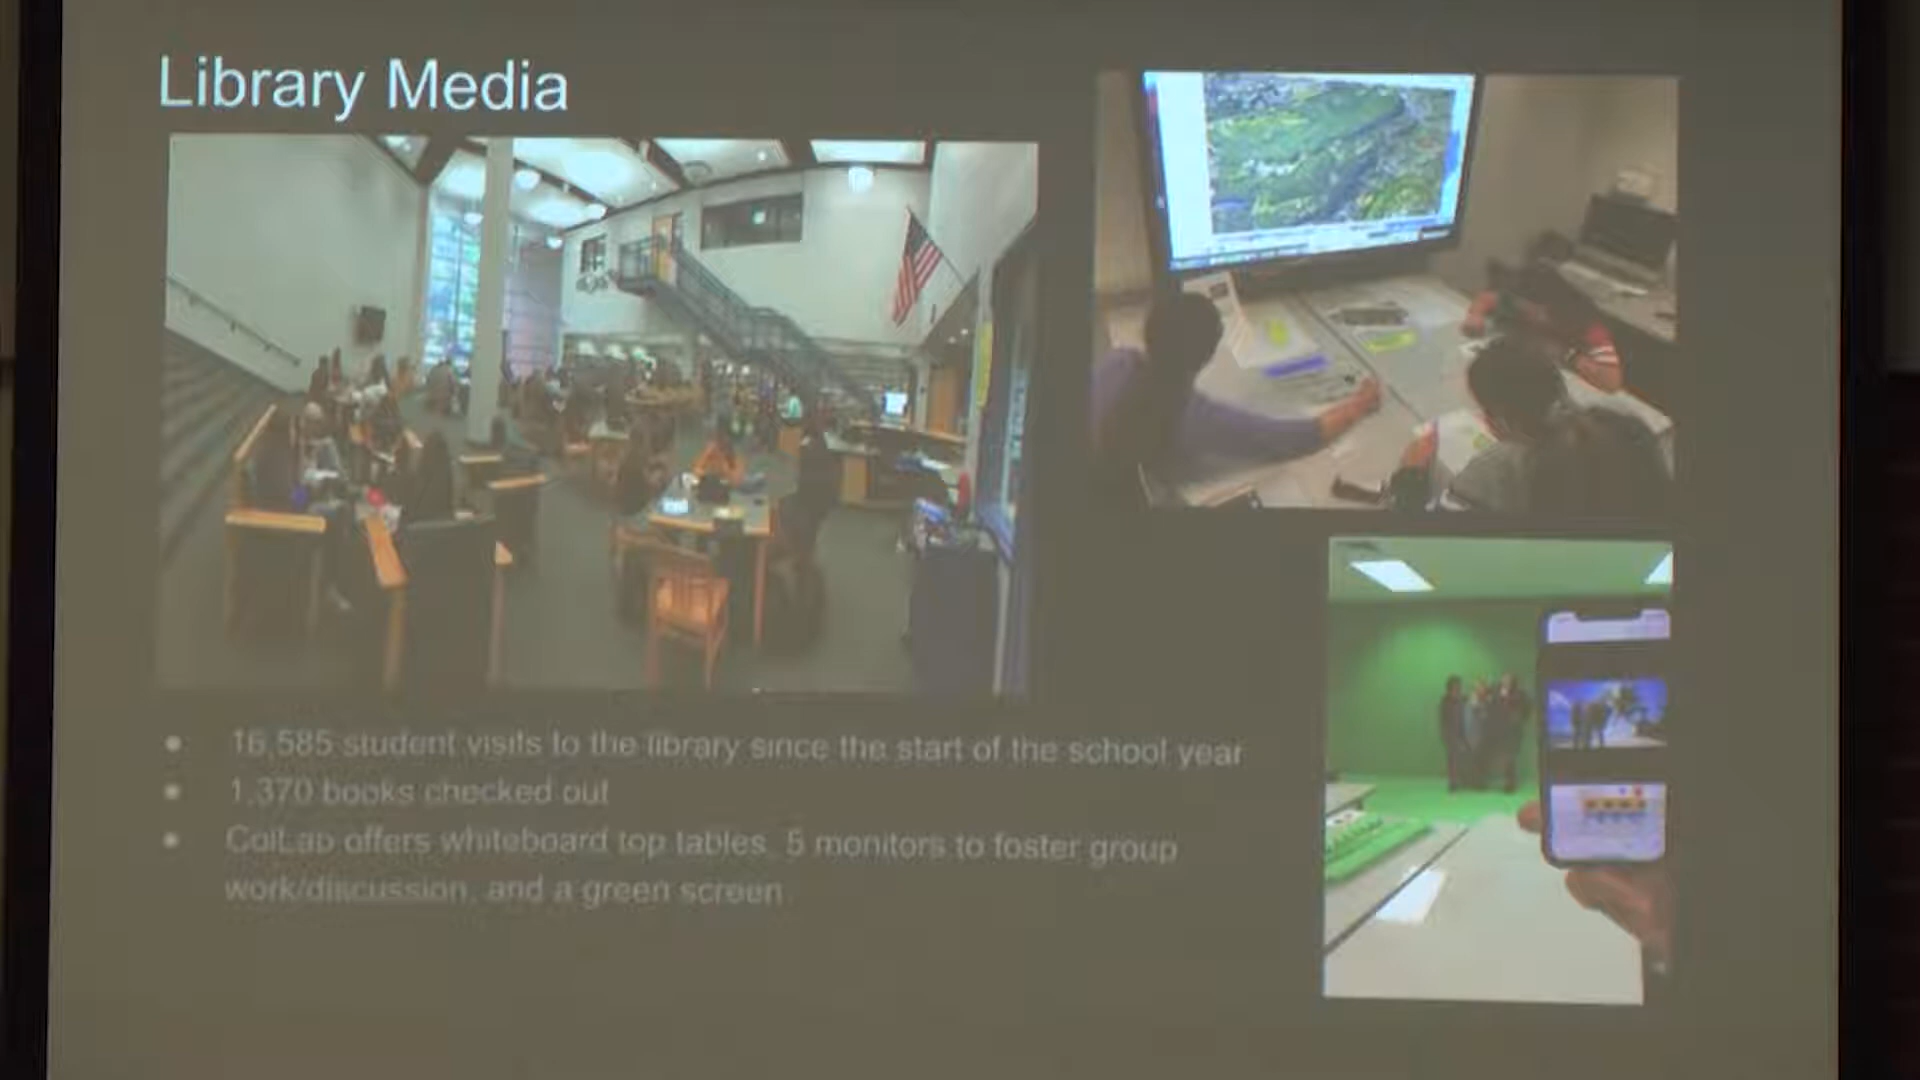 Library Media
• 16,585 student visits to the library since the start of the school year
• 1,370 books checked out
• CoLLab offers whiteboard top tables, 5 monitors to foster group
work/discussion, and a green screen